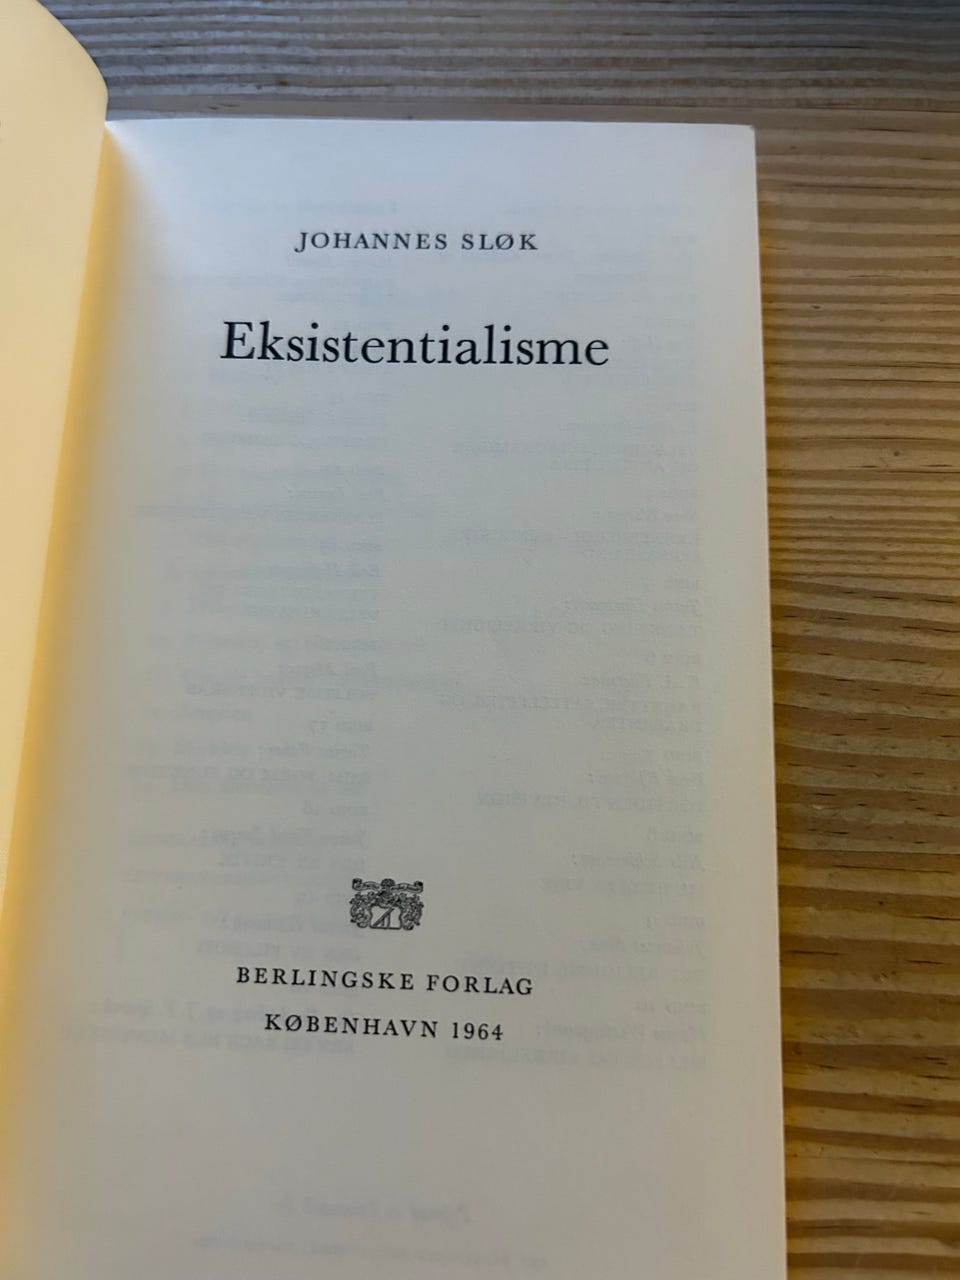 JOHANNES SLØK
Eksistentialisme
BERLINGSKE FORLAG
KØBENHAVN 1964